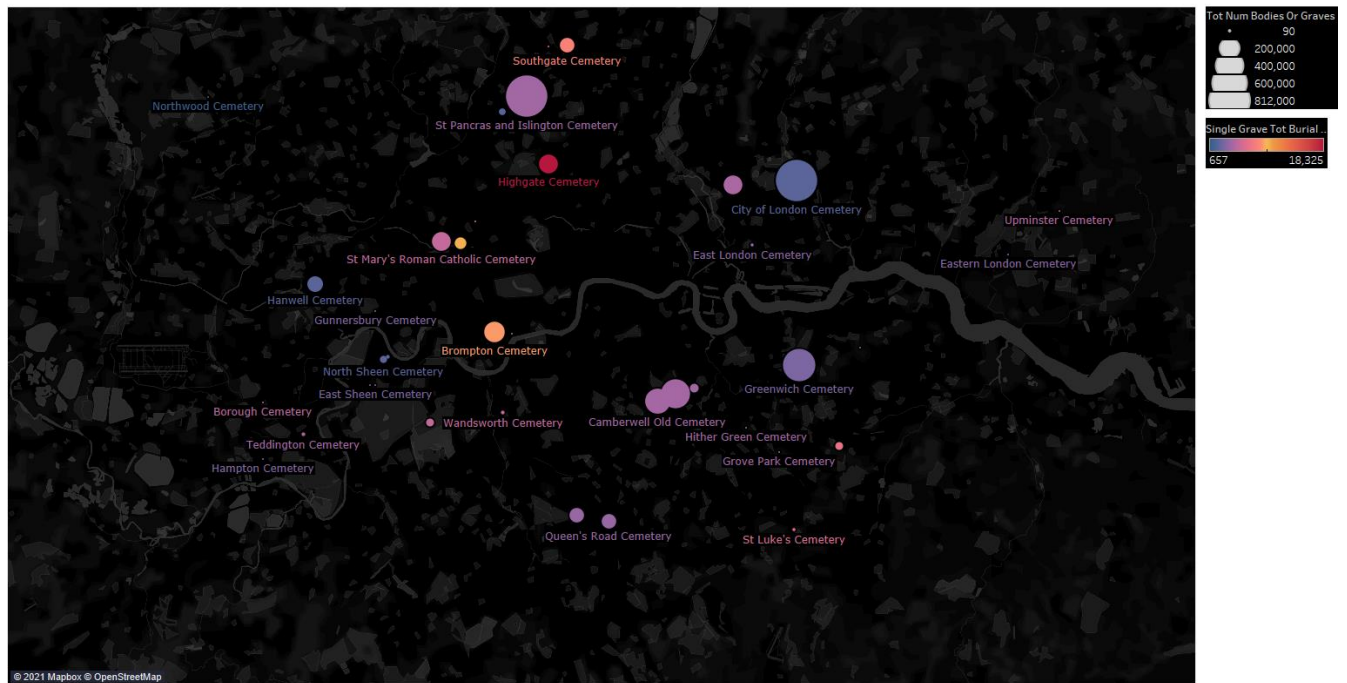 Southgate Cemetery
Northwood Cemetery
St Pancras and Islington Cemetery
Highgate Cemetery
City of London Cemetery
Upminster Cemetery
St Mary's Roman Catholic Cemetery
East London Cemetery
Eastern London Cemetery
Hanwell Cemetery
Gunnersbury Cemetery
Brompton Cemetery
North Sheen Cemetery
Greenwich Cemetery
East Sheen Cemetery
Borough Cemetery
Wandsworth Cemetery
Camberwell Old Cemetery
Hither Green Cemetery
Teddington Cemetery
Grove Park Cemetery
Hampton Cemetery
Queen's Road Cemetery
St Luke's Cemetery
© 2021 Mapbox © OpenStreetMap
Tot Num Bodies Or Graves
90
200,000
400,000
600,000
812,000
Single Grave Tot Burial ..
657 18,325